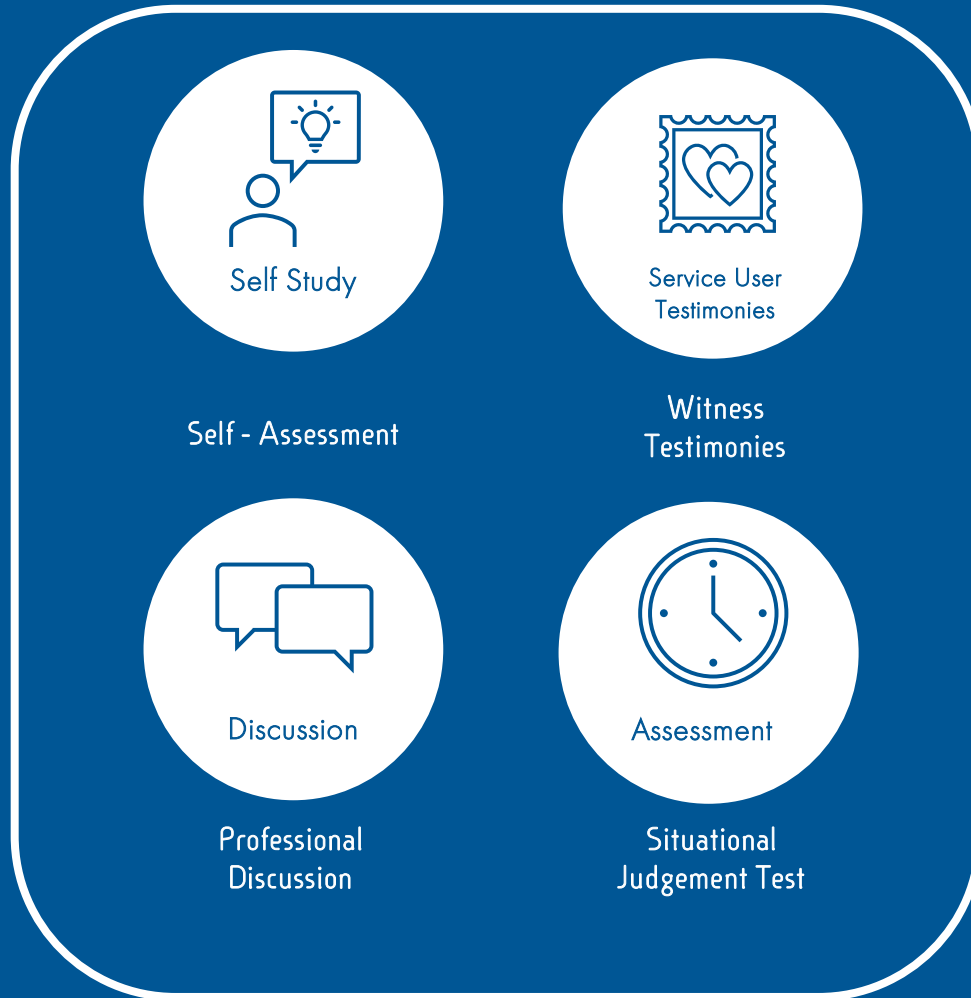 Self Study
Self - Assessment
Service User
Testimonies
Witness
Testimonies
Discussion
Professional
Discussion
Assessment
Situational
Judgement Test